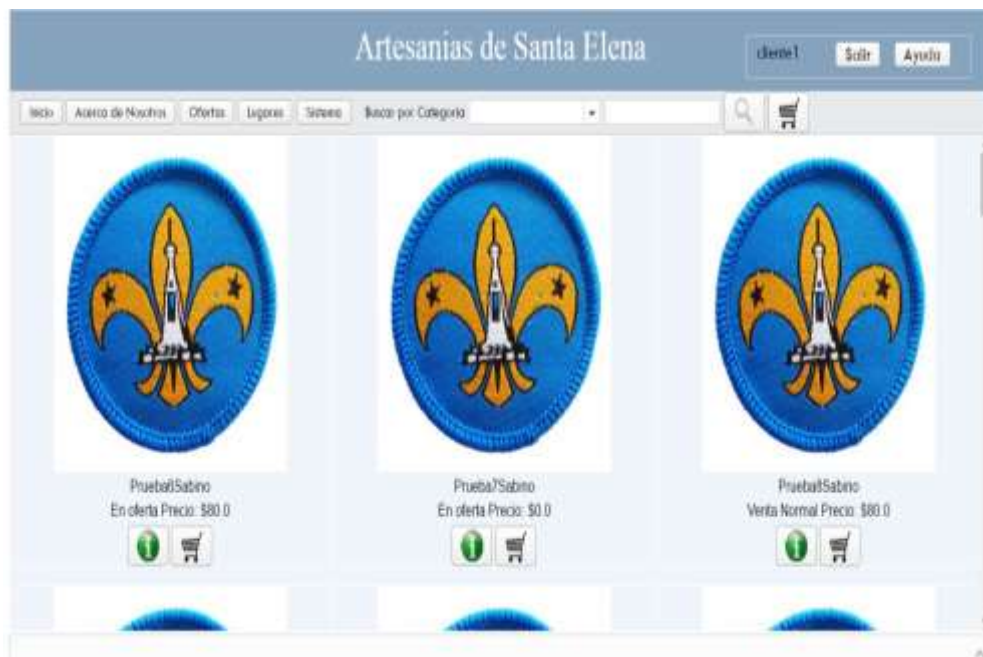 Artesanias de Santa Elena
cliente1 Salir Ayuda
Inicio Acerca de Nosotros Ofertas Lugares Sistema Buscar por Categoria
Prueba6Sabino
En oferta Precio: $80.0
Prueba7Sabino
En oferta Precio: $0.0
Prueba8Sabino
Venta Normal Precio: $80.0